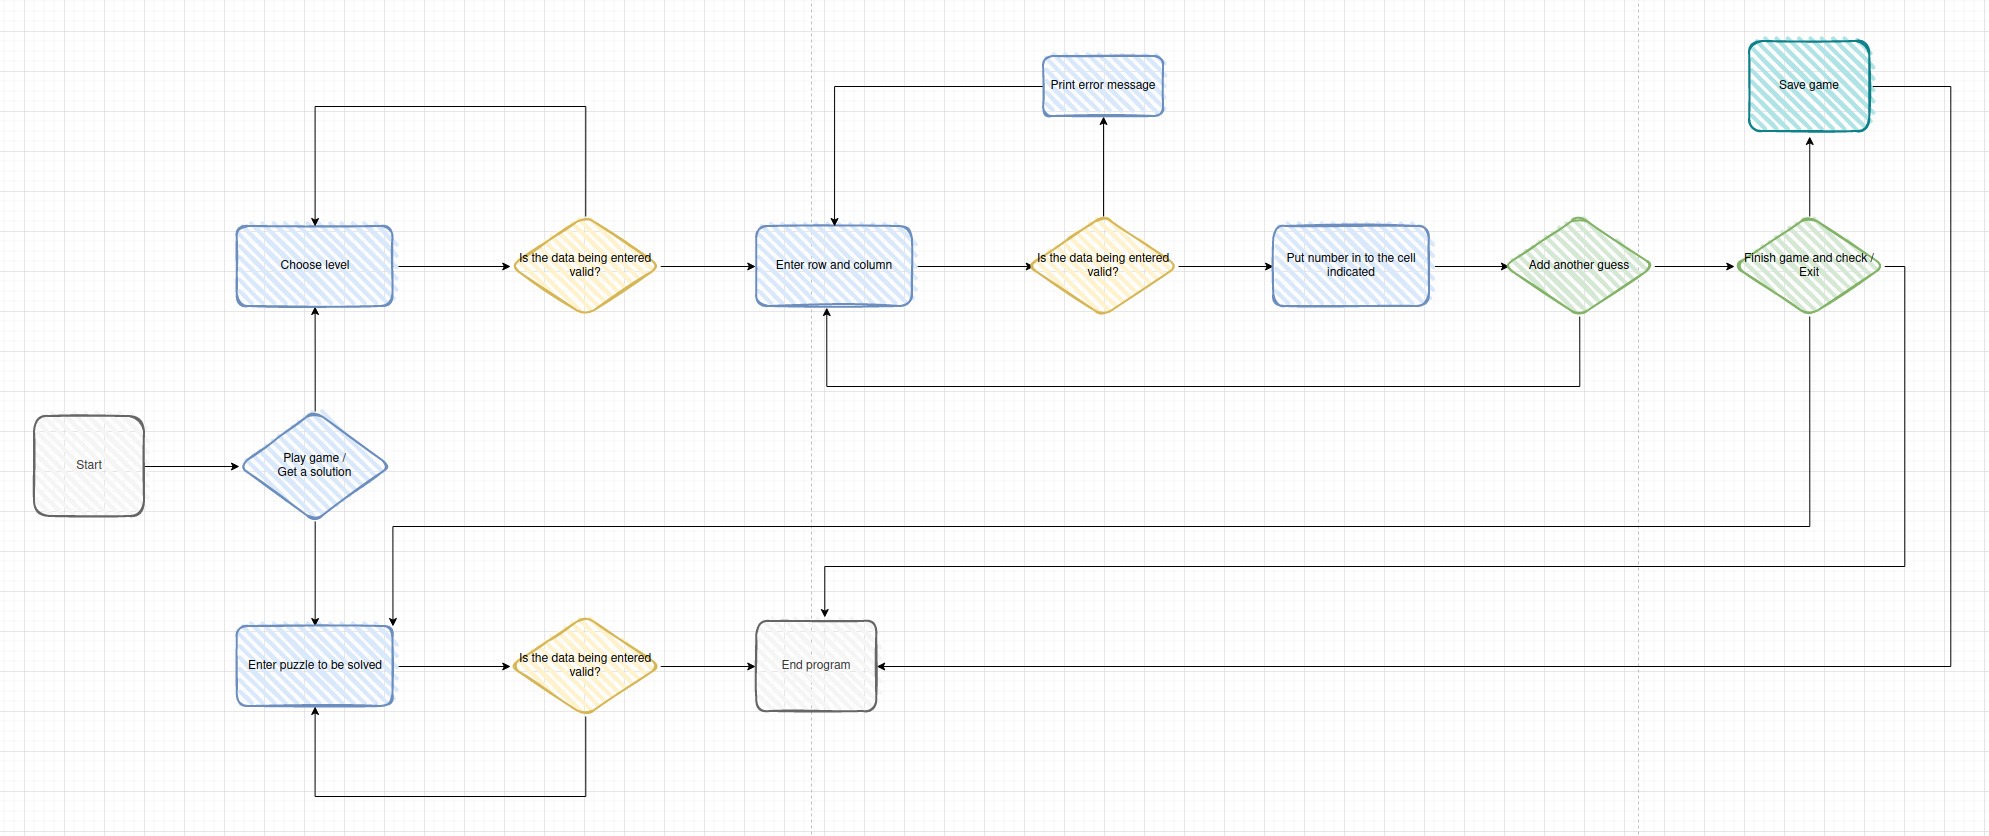 Print error message
Save game
Choose level
Is the data being entered
valid?
Enter row and column
Is the data being entered
valid?
Put number in to the cell
indicated
Add another guess
Finish game and check /
Exit
Start
Play game /
Get a solution
Enter puzzle to be solved
Is the data being entered
valid?
End program